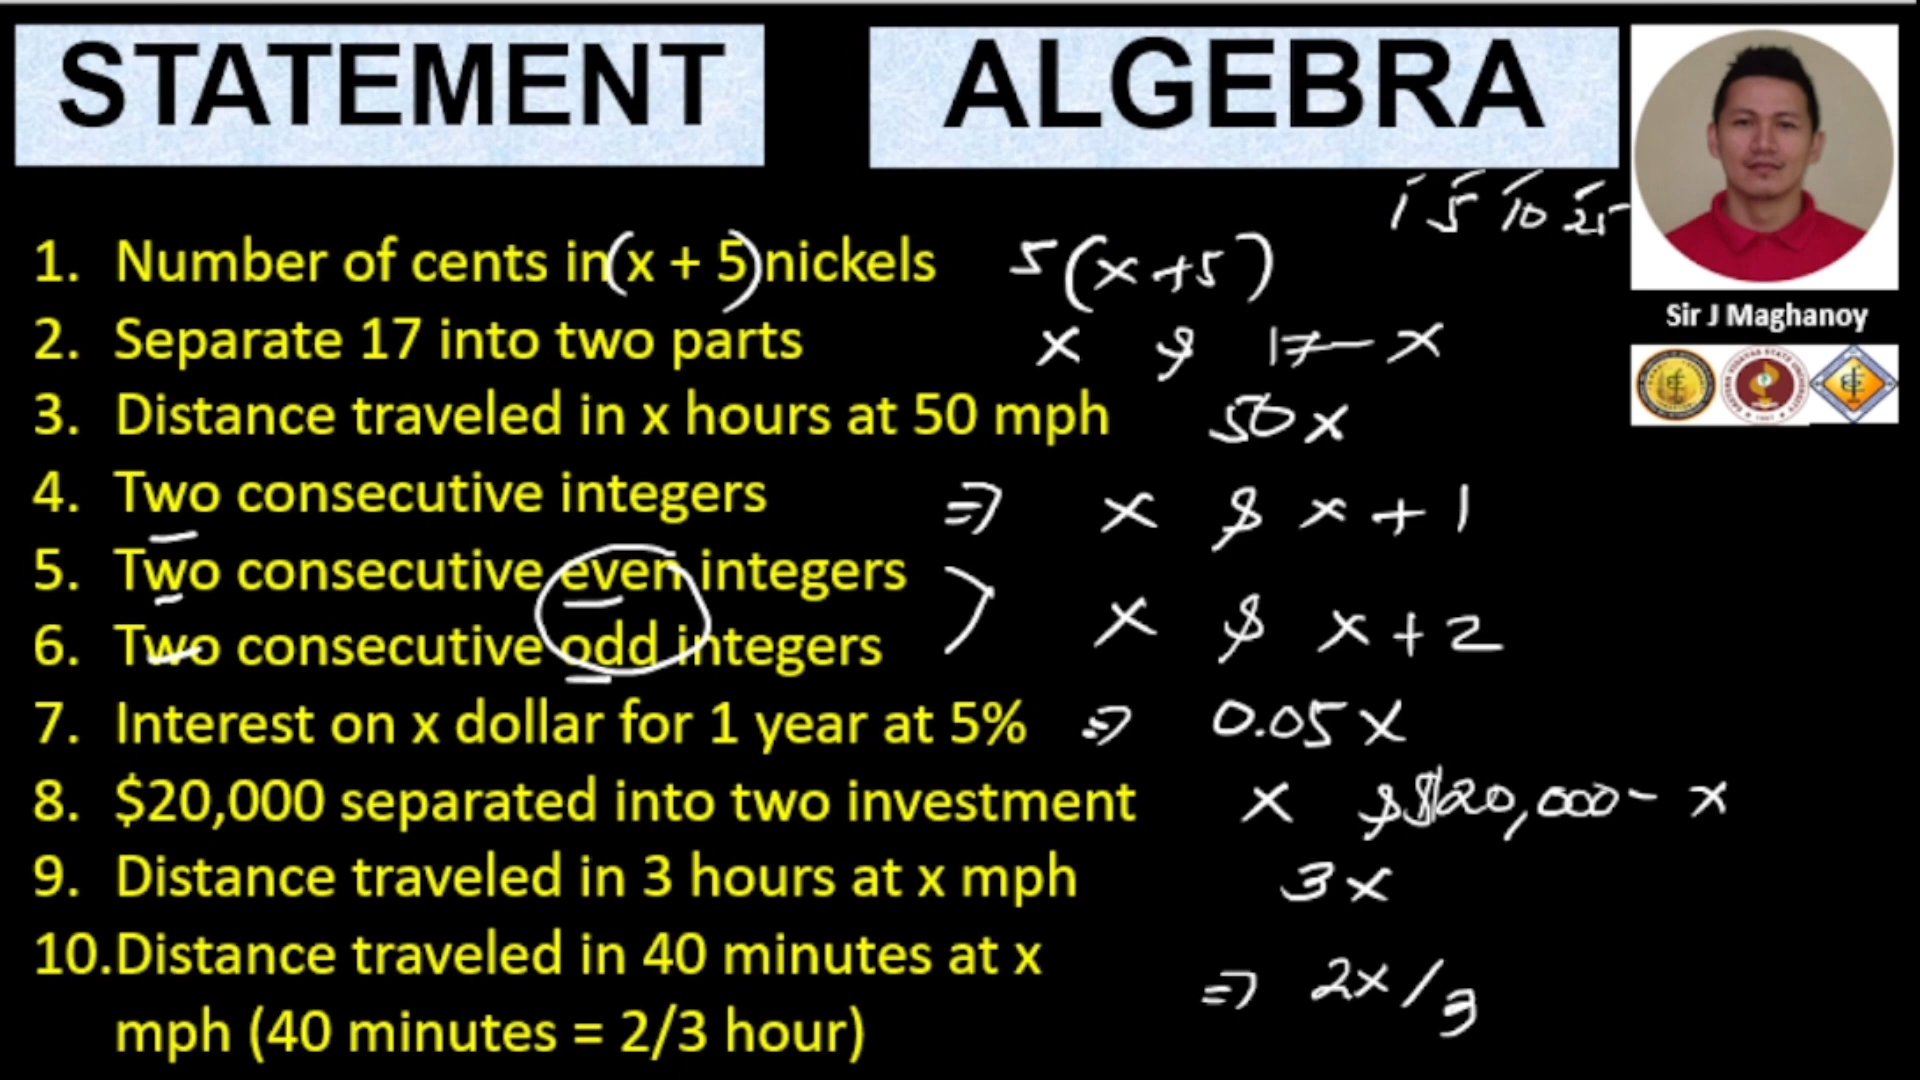 STATEMENT ALGEBRA
1 5 10 25
1. Number of cents in (x + 5) nickels 5(x+5)
2. Separate 17 into two parts x & 17-x
3. Distance traveled in x hours at 50 mph 50x
4. Two consecutive integers => x & x+1
5. Two consecutive even integers
6. Two consecutive odd integers x & x+2
7. Interest on x dollar for 1 year at 5% => 0.05x
8. $20,000 separated into two investment x & $20,000-x
9. Distance traveled in 3 hours at x mph 3x
10. Distance traveled in 40 minutes at x
mph (40 minutes = 2/3 hour) => 2x/3
Sir J Maghanoy